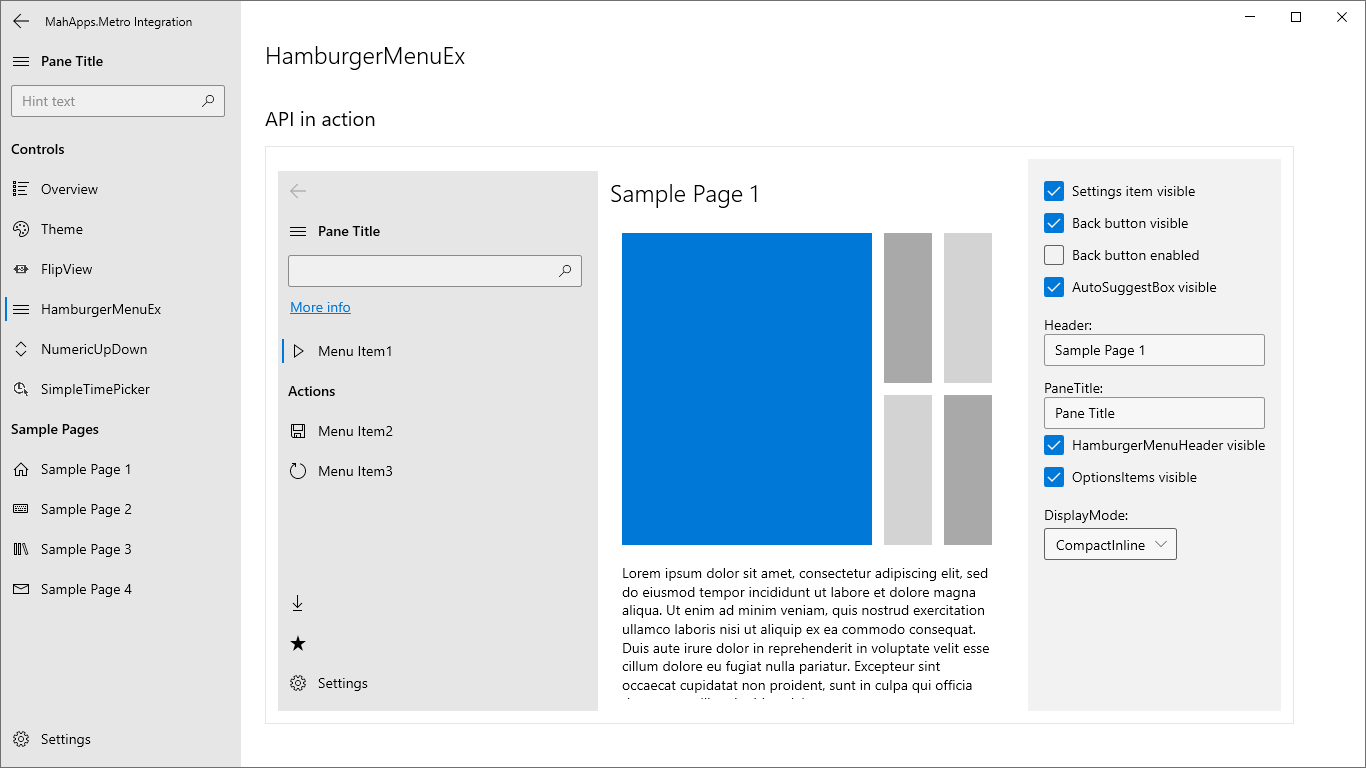 MahApps.Metro Integration
Pane Title
Hint text
Controls
Overview
Theme
FlipView
HamburgerMenuEx
NumericUpDown
SimpleTimePicker
Sample Pages
Sample Page 1
Sample Page 2
Sample Page 3
Sample Page 4
Settings
HamburgerMenuEx
API in action
Pane Title
More info
Menu Item1
Actions
Menu Item2
Menu Item3
Settings
Sample Page 1
Lorem ipsum dolor sit amet, consectetur adipiscing elit, sed
do eiusmod tempor incididunt ut labore et dolore magna
aliqua. Ut enim ad minim veniam, quis nostrud exercitation
ullamco laboris nisi ut aliquip ex ea commodo consequat.
Duis aute irure dolor in reprehenderit in voluptate velit esse
cillum dolore eu fugiat nulla pariatur. Excepteur sint
occaecat cupidatat non proident, sunt in culpa qui officia
Settings item visible
Back button visible
Back button enabled
AutoSuggestBox visible
Header:
Sample Page 1
PaneTitle:
Pane Title
HamburgerMenuHeader visible
OptionsItems visible
DisplayMode:
CompactInline